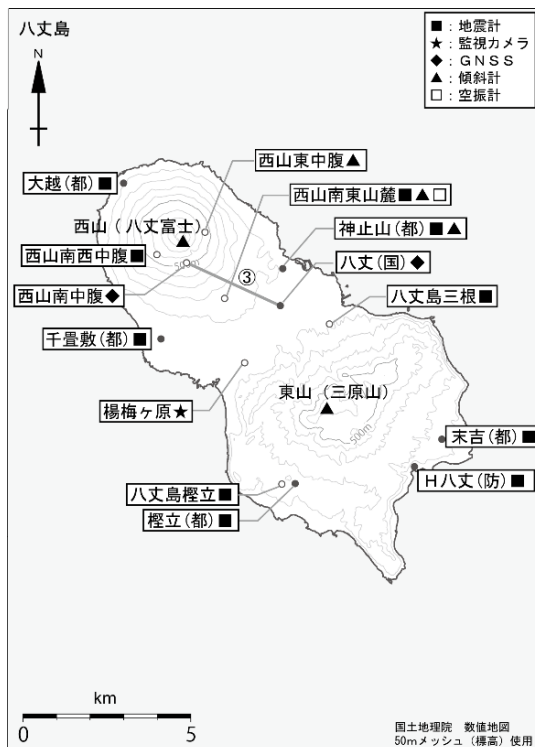 八丈島
N
■：地震計
★：監視カメラ
◆：ＧＮＳＳ
▲：傾斜計
□：空振計
西山東中腹▲
大越(都)■
西山南東山麓■▲□
西山（八丈富士）
神止山(都)■▲
西山南西中腹■
八丈(国)◆
500m
③
西山南中腹◆
八丈島三根■
千畳敷(都)■
東山（三原山）
楊梅ヶ原★
500m
末吉(都)■
Ｈ八丈(防)■
八丈島樫立■
樫立(都)■
km
0 5
国土地理院　数値地図
50mメッシュ（標高）使用